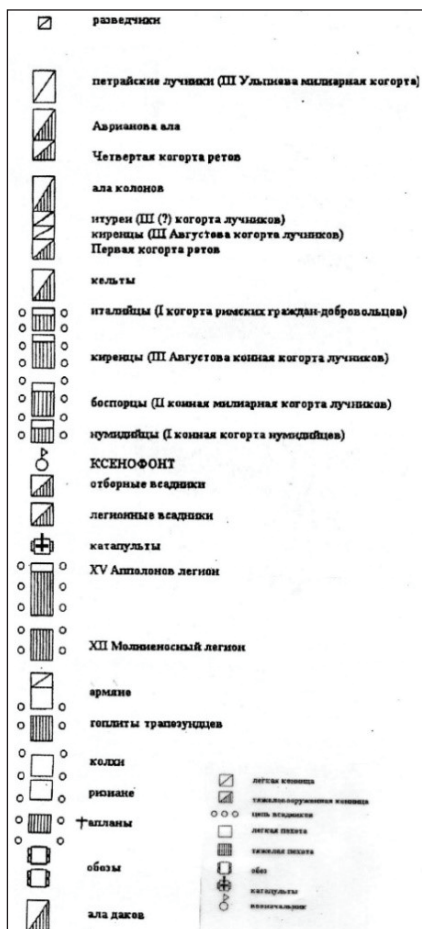 разведчики
петрайские лучники (III Ульпиева милиарная когорта)
Аврианова ала
Четвертая когорта ретов
ала колонов
итуреи (III (?) когорта лучников)
киренцы (III Августова когорта лучников)
Первая когорта ретов
кельты
италийцы (I когорта римских граждан-добровольцев)
киренцы (III Августова конная когорта лучников)
боспорцы (II конная милиарная когорта лучников)
нумидийцы (I конная когорта нумидийцев)
КСЕНОФОНТ
отборные всадники
легионные всадники
катапульты
XV Апполонов легион
XII Молниеносный легион
армяне
гоплиты трапезундцев
колхи
ризиане
апланы
обозы
ала даков
легкая конница
тяжеловооруженная конница
цепь всадников
легкая пехота
тяжелая пехота
обоз
катапульты
военачальник